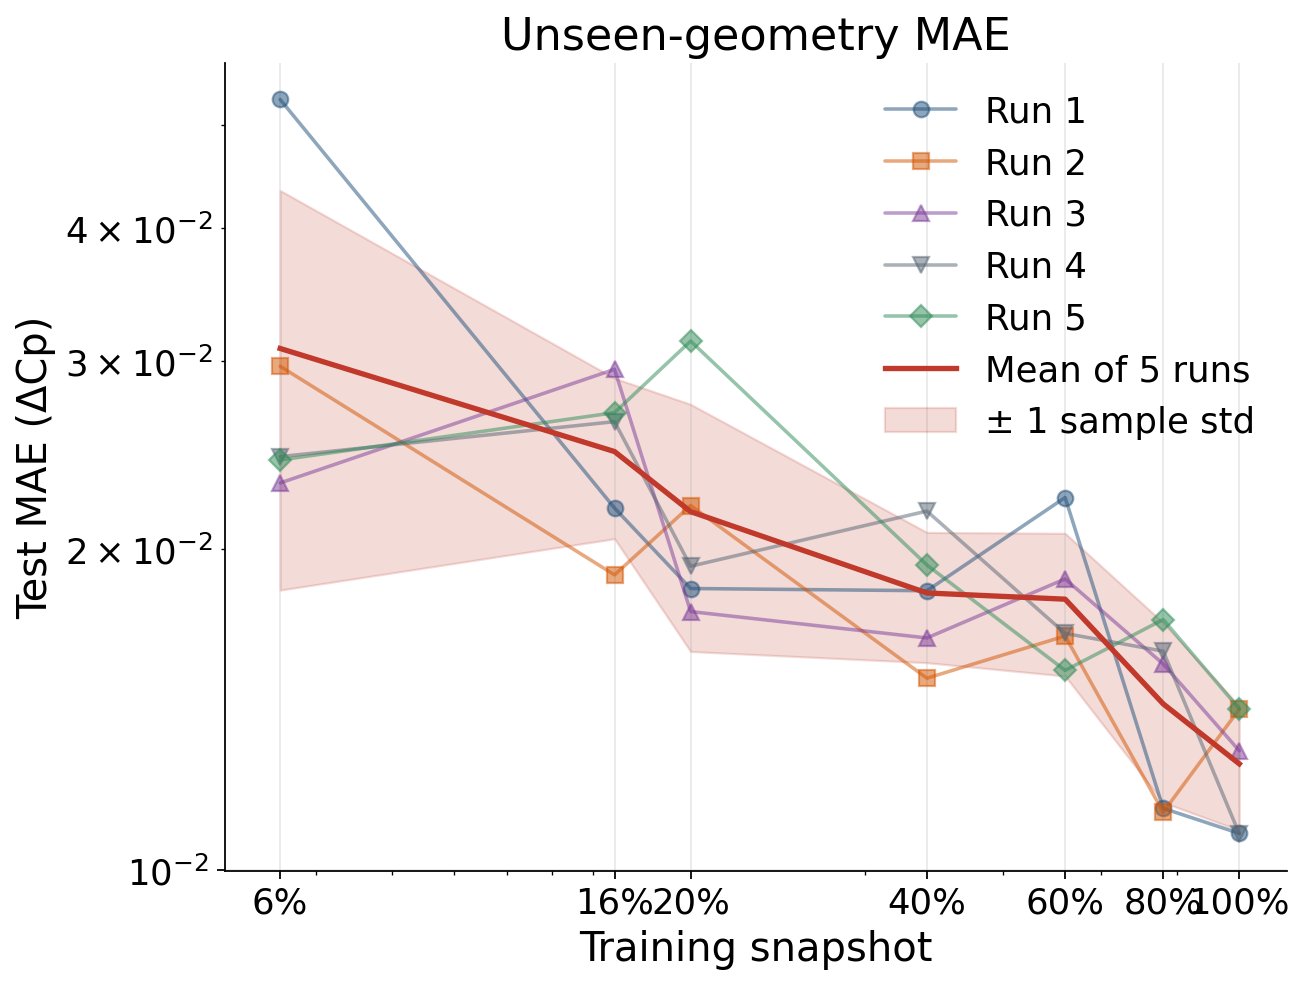 Unseen-geometry MAE
Run 1
Run 2
Run 3
Run 4
Run 5
Mean of 5 runs
± 1 sample std
Test MAE (ΔCp)
4 × 10⁻²
3 × 10⁻²
2 × 10⁻²
10⁻²
6% 16% 20% 40% 60% 80% 100%
Training snapshot